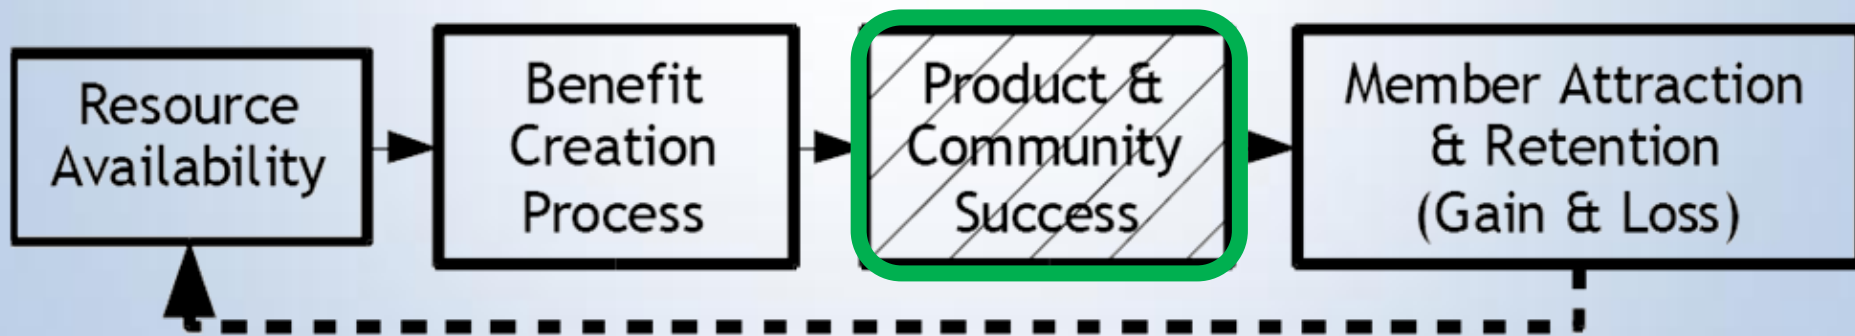 Resource
Availability
Benefit
Creation
Process
Product &
Community
Success
Member Attraction
& Retention
(Gain & Loss)